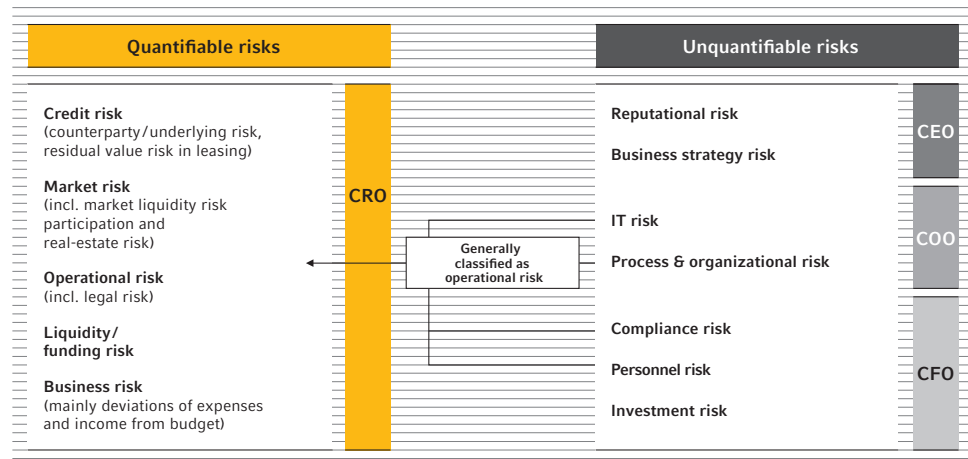 Quantifiable risks
Credit risk
(counterparty/underlying risk,
residual value risk in leasing)
Market risk
(incl. market liquidity risk
participation and
real-estate risk)
Operational risk
(incl. legal risk)
Liquidity/
funding risk
Business risk
(mainly deviations of expenses
and income from budget)
CRO
Generally
classified as
operational risk
Unquantifiable risks
Reputational risk
Business strategy risk
CEO
IT risk
Process & organizational risk
COO
Compliance risk
Personnel risk
Investment risk
CFO